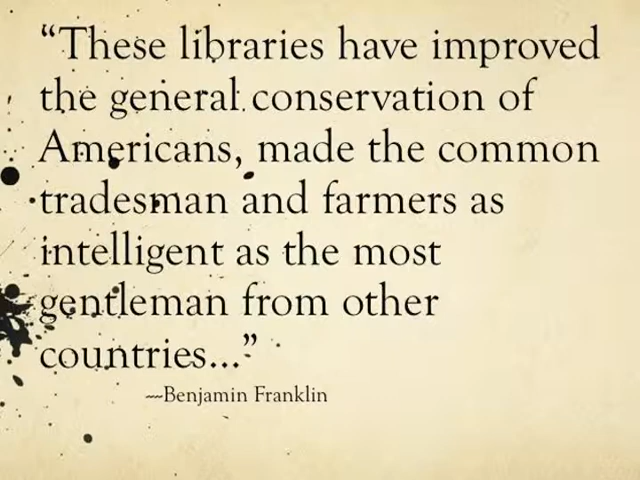 “These libraries have improved
the general conservation of
Americans, made the common
tradesman and farmers as
intelligent as the most
gentleman from other
countries...”
~~Benjamin Franklin